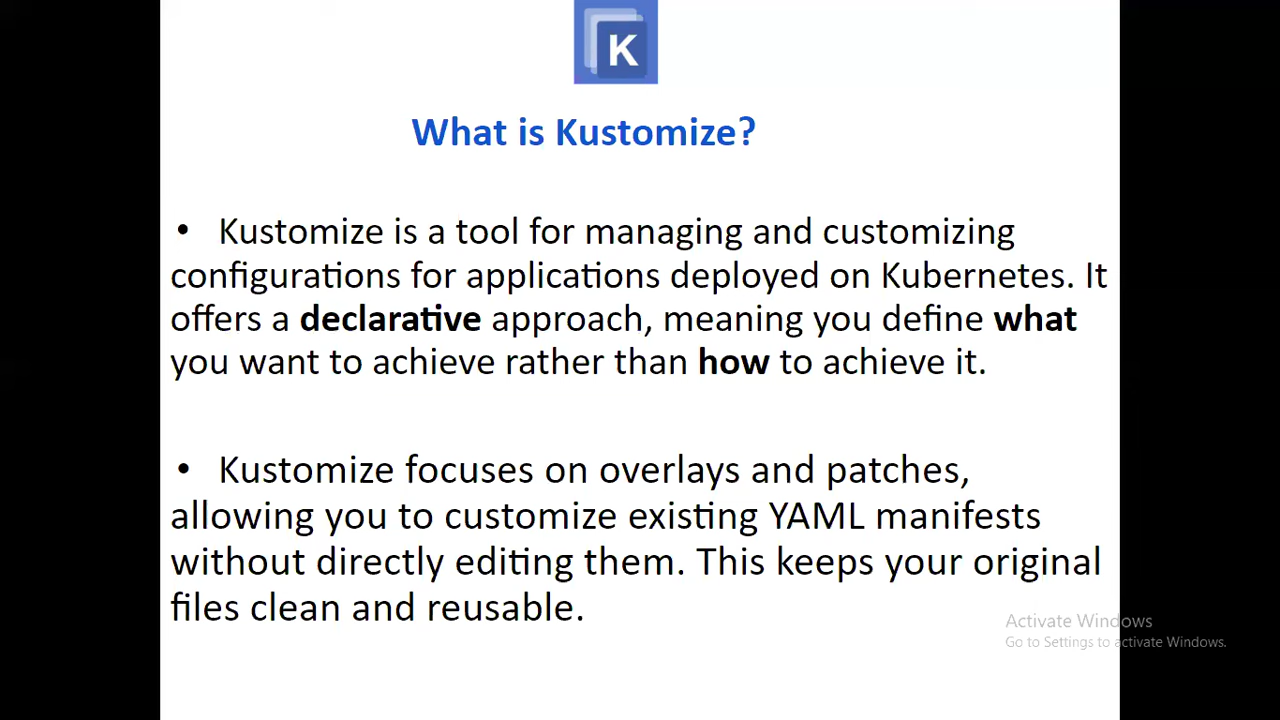 K
What is Kustomize?
• Kustomize is a tool for managing and customizing
configurations for applications deployed on Kubernetes. It
offers a declarative approach, meaning you define what
you want to achieve rather than how to achieve it.
• Kustomize focuses on overlays and patches,
allowing you to customize existing YAML manifests
without directly editing them. This keeps your original
files clean and reusable.
Activate Windows
Go to Settings to activate Windows.